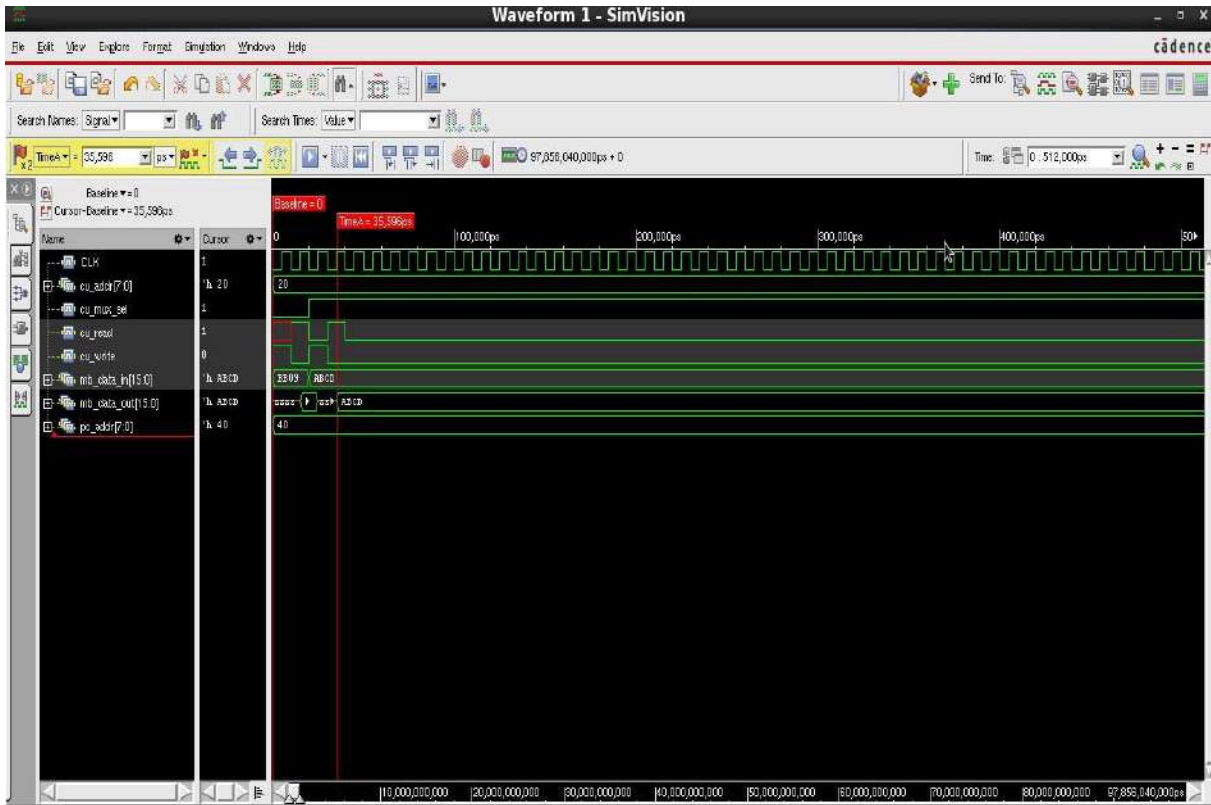 Waveform 1 - SimVision
File Edit View Explore Format Simulation Windows Help
cādence
Send To:
Search Names: Signal
Search Times: Value
TimeA = 35,596 ps
97,856,040,000ps + 0
Time: 0 : 512,000ps
Baseline = 0
Cursor-Baseline = 35,596ps
Baseline = 0
TimeA = 35,596ps
Name Cursor
0 100,000ps 200,000ps 300,000ps 400,000ps 50
CLK 1
cu_addr[7:0] 'h 20 20
cu_mux_sel 1
cu_read 1
cu_write 0
mb_data_in[15:0] 'h ABCD ABCD
mb_data_out[15:0] 'h ABCD ABCD
pc_addr[7:0] 'h 40 40
10,000,000,000 20,000,000,000 30,000,000,000 40,000,000,000 50,000,000,000 60,000,000,000 70,000,000,000 80,000,000,000 97,856,040,000ps